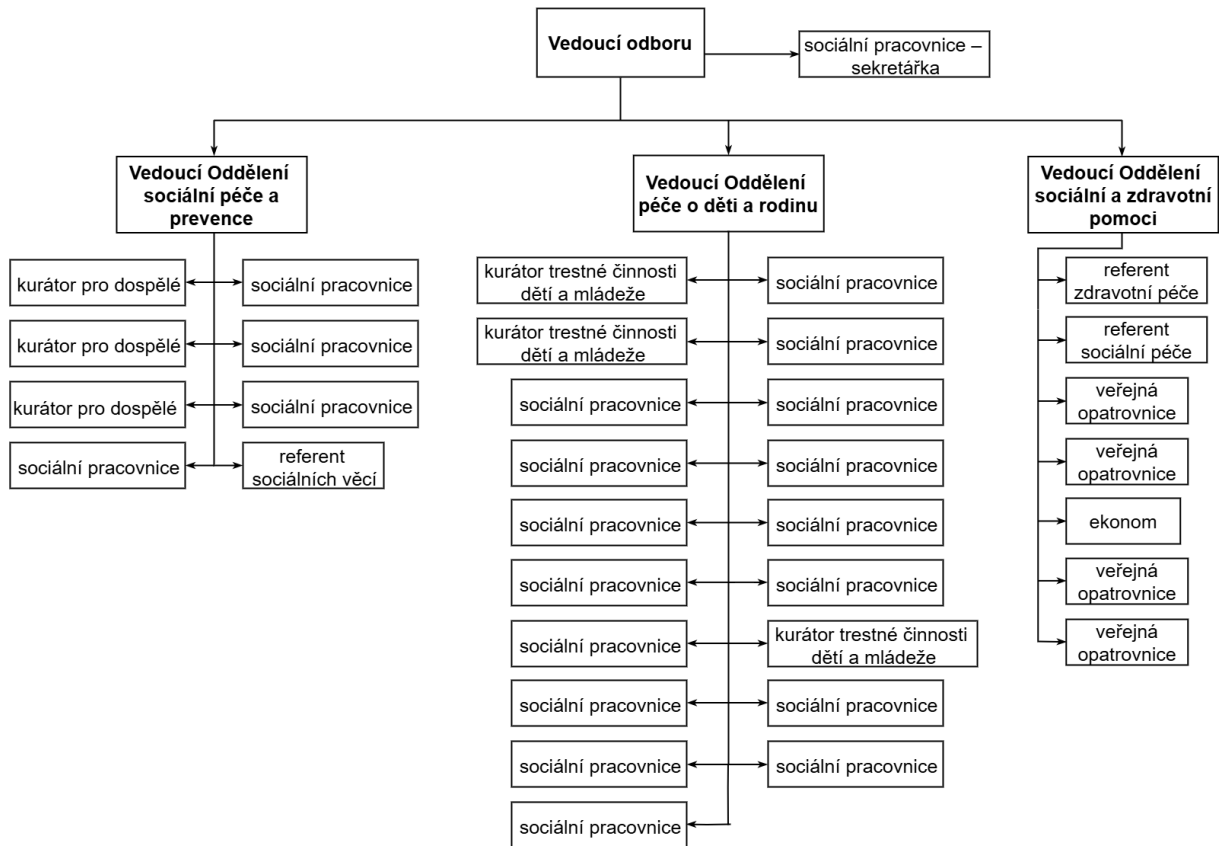 Vedoucí odboru
sociální pracovnice –
sekretářka
Vedoucí Oddělení
sociální péče a
prevence
kurátor pro dospělé
sociální pracovnice
kurátor pro dospělé
sociální pracovnice
kurátor pro dospělé
sociální pracovnice
sociální pracovnice
referent
sociálních věcí
Vedoucí Oddělení
péče o děti a rodinu
kurátor trestné činnosti
dětí a mládeže
sociální pracovnice
kurátor trestné činnosti
dětí a mládeže
sociální pracovnice
sociální pracovnice
sociální pracovnice
sociální pracovnice
sociální pracovnice
sociální pracovnice
sociální pracovnice
sociální pracovnice
sociální pracovnice
sociální pracovnice
kurátor trestné činnosti
dětí a mládeže
sociální pracovnice
sociální pracovnice
sociální pracovnice
sociální pracovnice
sociální pracovnice
Vedoucí Oddělení
sociální a zdravotní
pomoci
referent
zdravotní péče
referent
sociální péče
veřejná
opatrovnice
veřejná
opatrovnice
ekonom
veřejná
opatrovnice
veřejná
opatrovnice